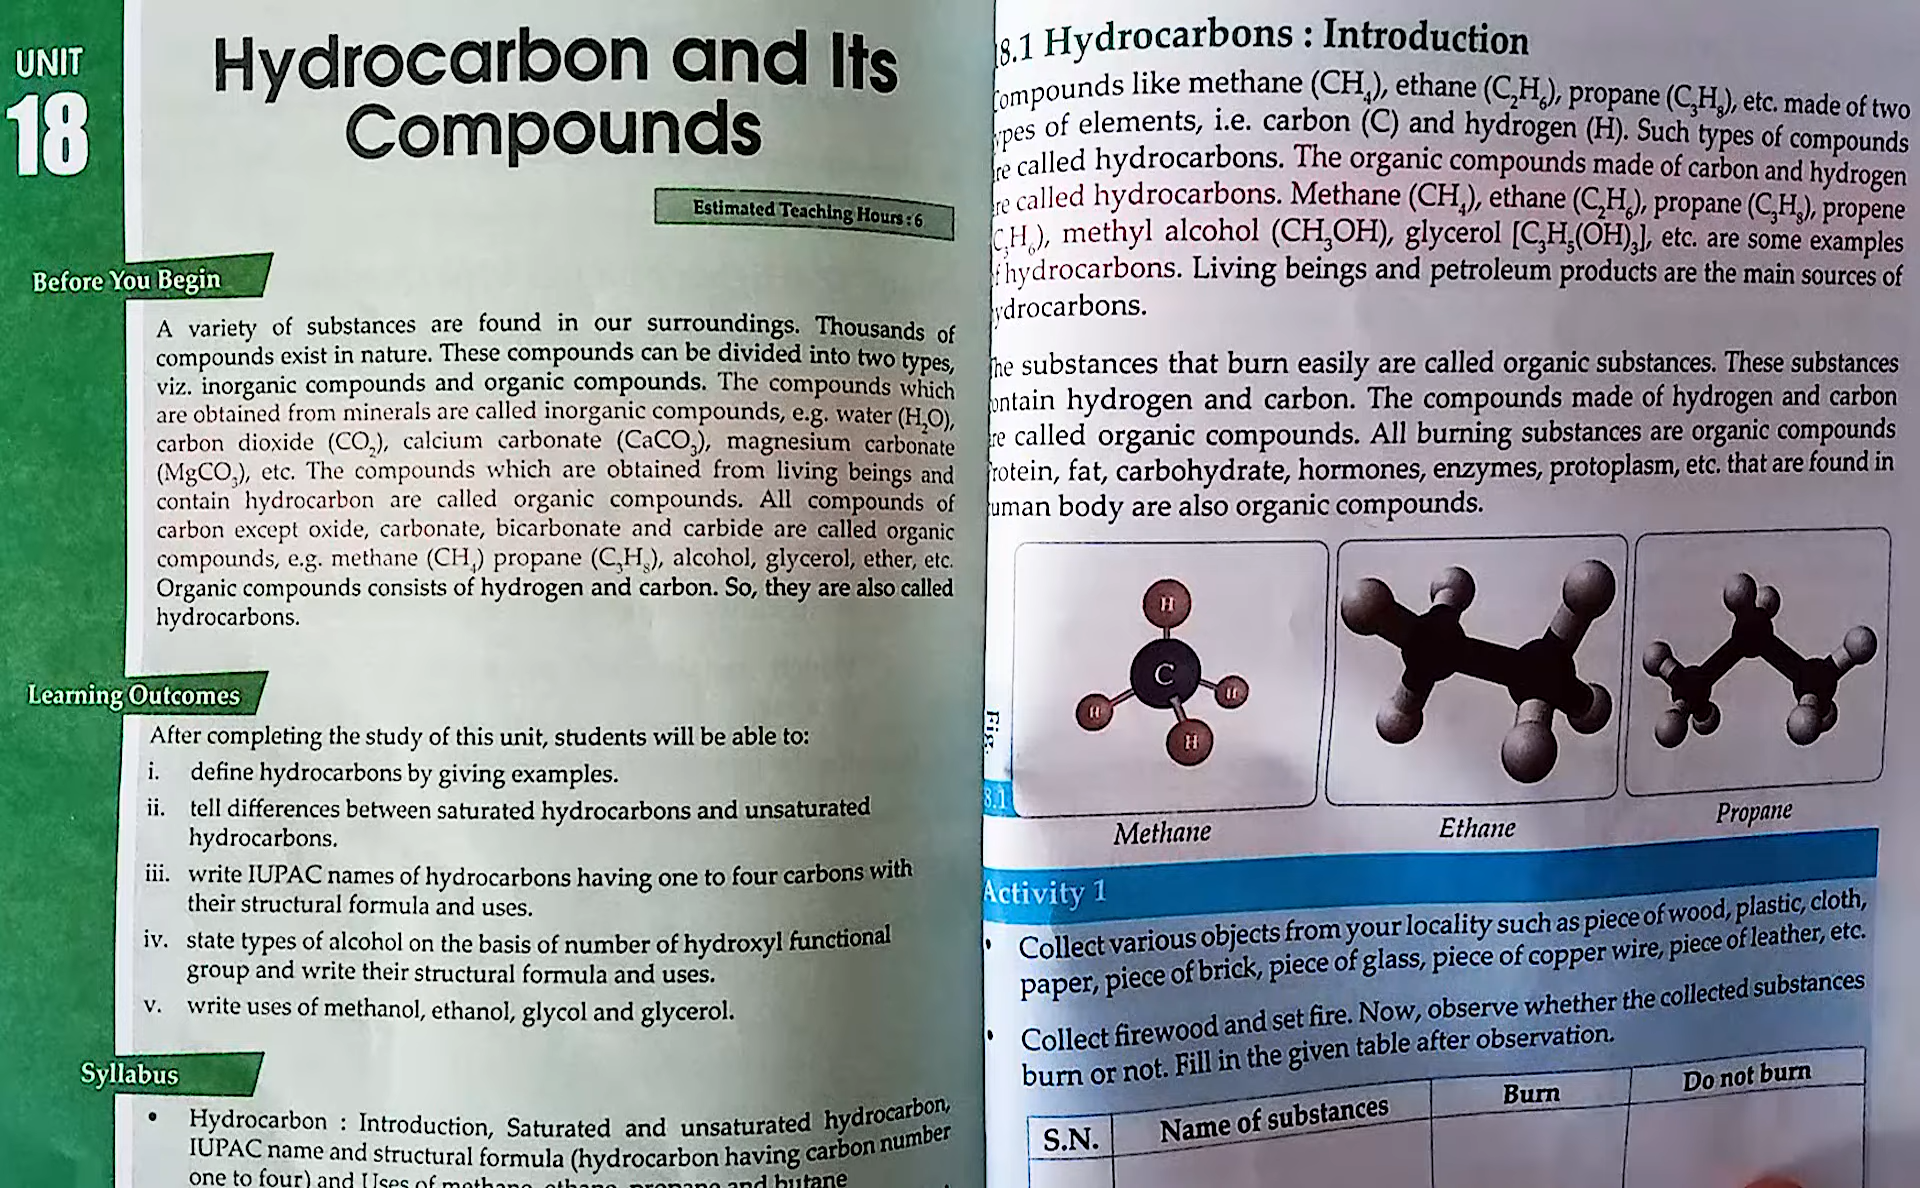 UNIT
18
Hydrocarbon and Its
Compounds
Estimated Teaching Hours : 6
Before You Begin
A variety of substances are found in our surroundings. Thousands of
compounds exist in nature. These compounds can be divided into two types,
viz. inorganic compounds and organic compounds. The compounds which
are obtained from minerals are called inorganic compounds, e.g. water (H₂O),
carbon dioxide (CO₂), calcium carbonate (CaCO₃), magnesium carbonate
(MgCO₃), etc. The compounds which are obtained from living beings and
contain hydrocarbon are called organic compounds. All compounds of
carbon except oxide, carbonate, bicarbonate and carbide are called organic
compounds, e.g. methane (CH₄) propane (C₃H₈), alcohol, glycerol, ether, etc.
Organic compounds consists of hydrogen and carbon. So, they are also called
hydrocarbons.
Learning Outcomes
After completing the study of this unit, students will be able to:
i. define hydrocarbons by giving examples.
ii. tell differences between saturated hydrocarbons and unsaturated
hydrocarbons.
iii. write IUPAC names of hydrocarbons having one to four carbons with
their structural formula and uses.
iv. state types of alcohol on the basis of number of hydroxyl functional
group and write their structural formula and uses.
v. write uses of methanol, ethanol, glycol and glycerol.
Syllabus
• Hydrocarbon : Introduction, Saturated and unsaturated hydrocarbon,
IUPAC name and structural formula (hydrocarbon having carbon number
one to four) and Uses of methane, ethane, propane and butane
8.1 Hydrocarbons : Introduction
ompounds like methane (CH₄), ethane (C₂H₆), propane (C₃H₈), etc. made of two
pes of elements, i.e. carbon (C) and hydrogen (H). Such types of compounds
re called hydrocarbons. The organic compounds made of carbon and hydrogen
re called hydrocarbons. Methane (CH₄), ethane (C₂H₆), propane (C₃H₈), propene
C₃H₆), methyl alcohol (CH₃OH), glycerol [C₃H₅(OH)₃], etc. are some examples
f hydrocarbons. Living beings and petroleum products are the main sources of
ydrocarbons.
he substances that burn easily are called organic substances. These substances
ontain hydrogen and carbon. The compounds made of hydrogen and carbon
re called organic compounds. All burning substances are organic compounds
rotein, fat, carbohydrate, hormones, enzymes, protoplasm, etc. that are found in
uman body are also organic compounds.
H
C
H
H
H
Fig.
8.1
Methane
Ethane
Propane
Activity 1
• Collect various objects from your locality such as piece of wood, plastic, cloth,
paper, piece of brick, piece of glass, piece of copper wire, piece of leather, etc.
• Collect firewood and set fire. Now, observe whether the collected substances
burn or not. Fill in the given table after observation.
S.N. Name of substances Burn Do not burn